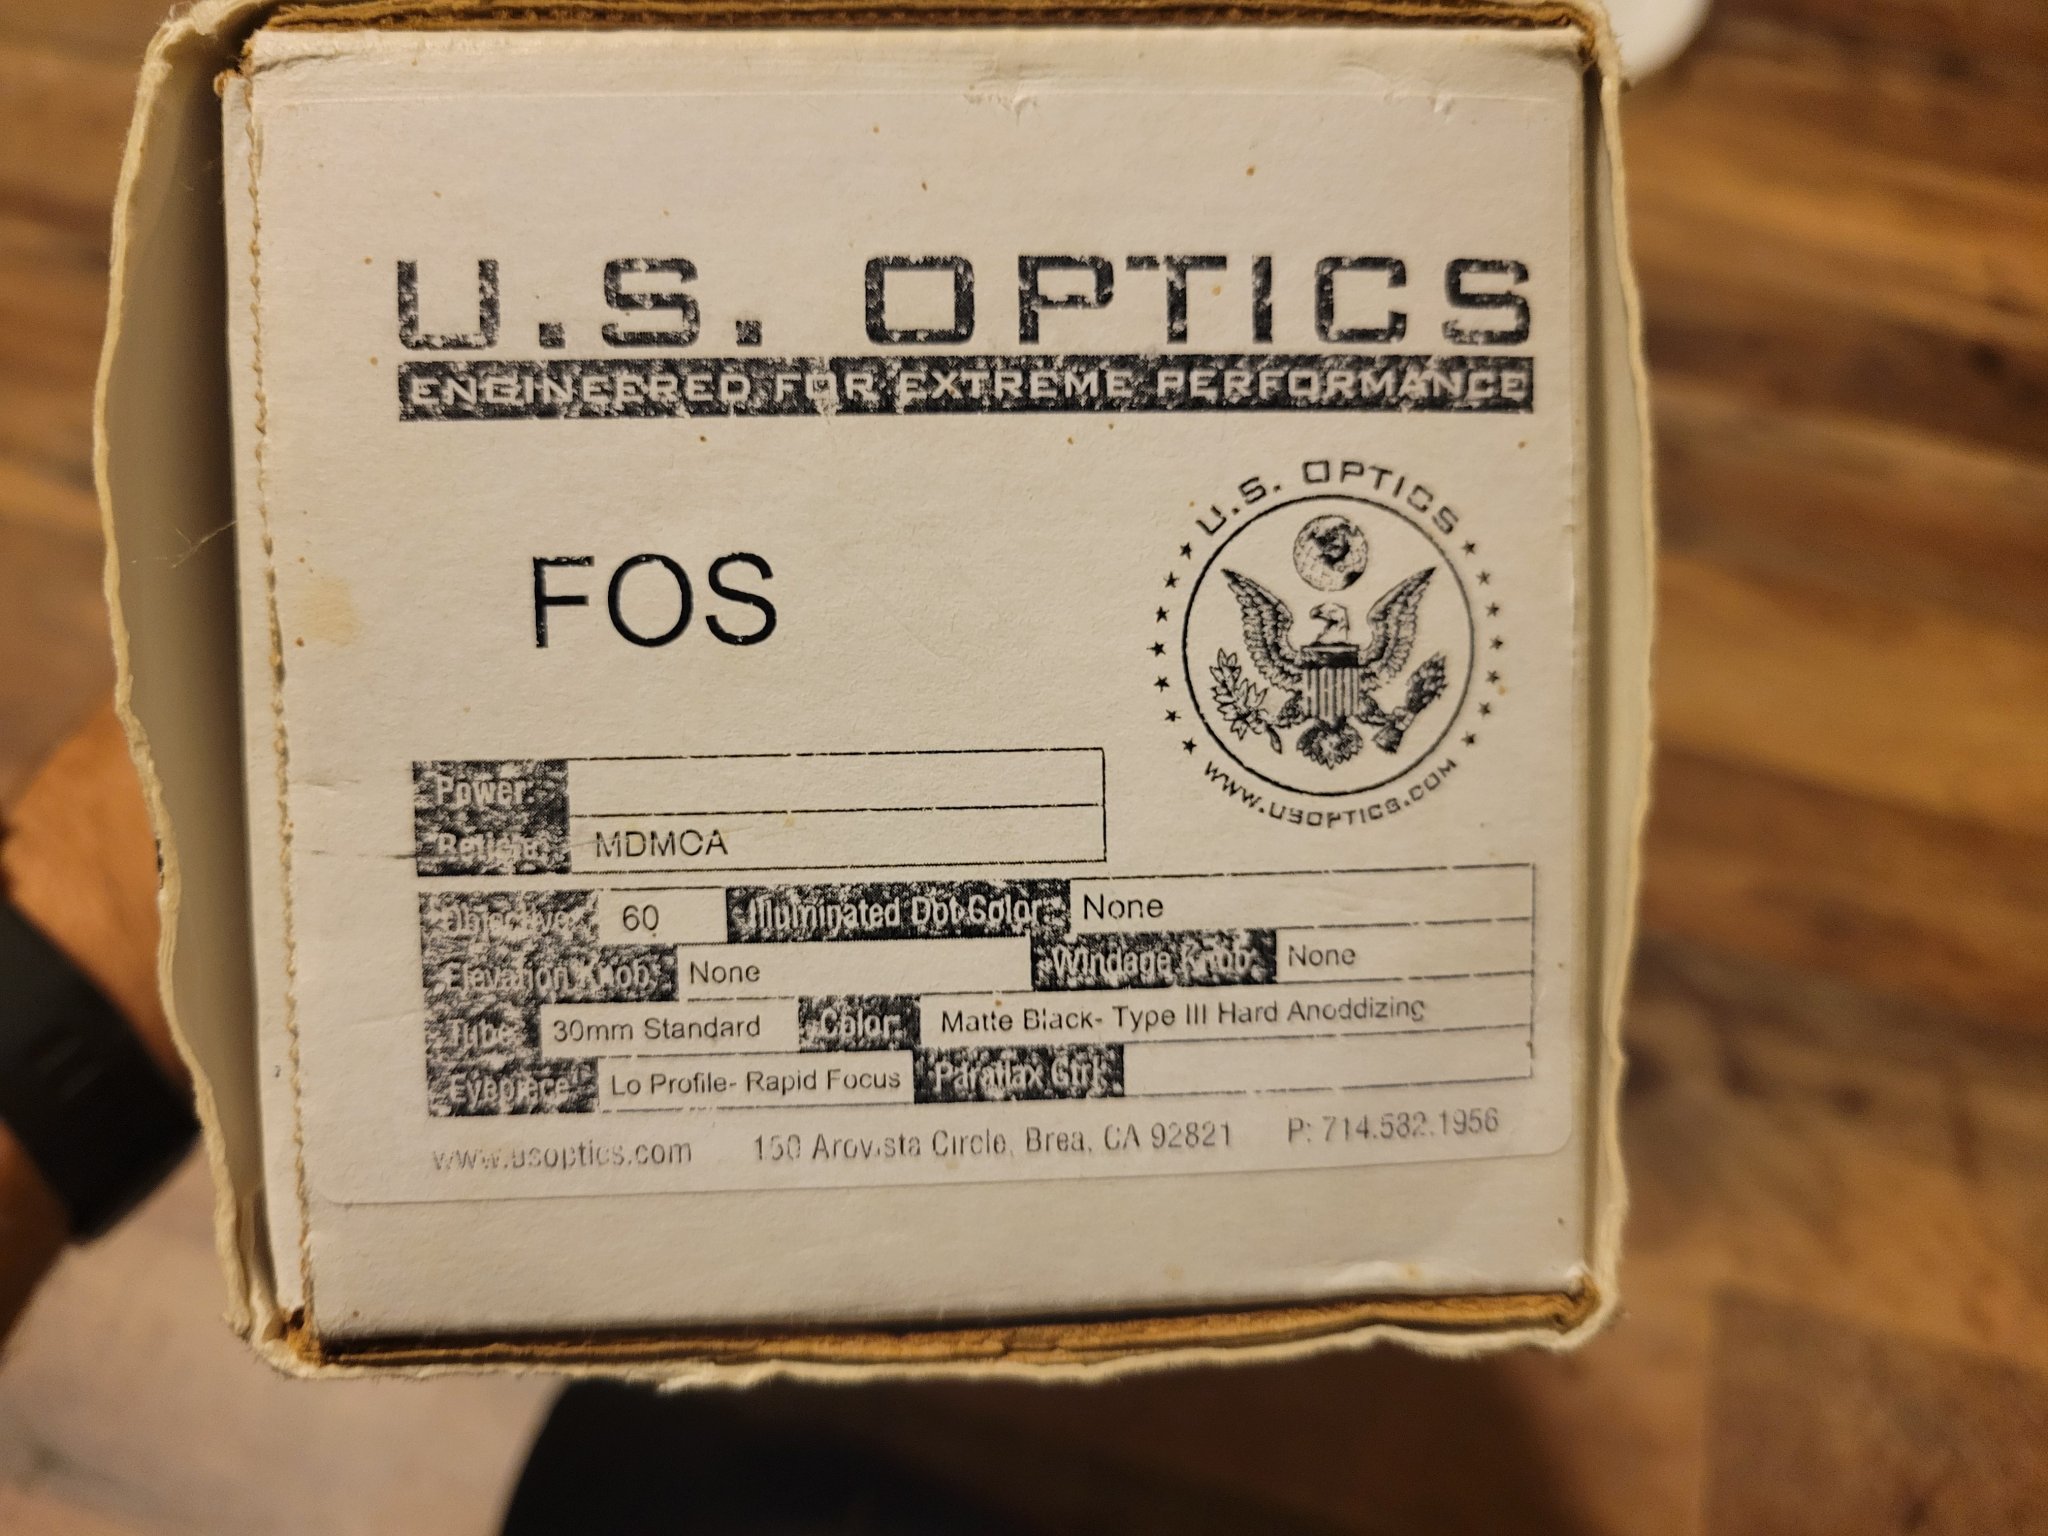 U.S. OPTICS
ENGINEERED FOR EXTREME PERFORMANCE
U.S. OPTICS
WWW.USOPTICS.COM
FOS
Power:
Reticle: MDMOA
Objective: 60 Illuminated Dot Color: None
Elevation Knob: None Windage Knob: None
Tube: 30mm Standard Color: Matte Black- Type III Hard Anoddizing
Eyepiece: Lo Profile- Rapid Focus Parallax Ctrl:
www.usoptics.com 150 Arovista Circle, Brea, CA 92821 P: 714.582.1956